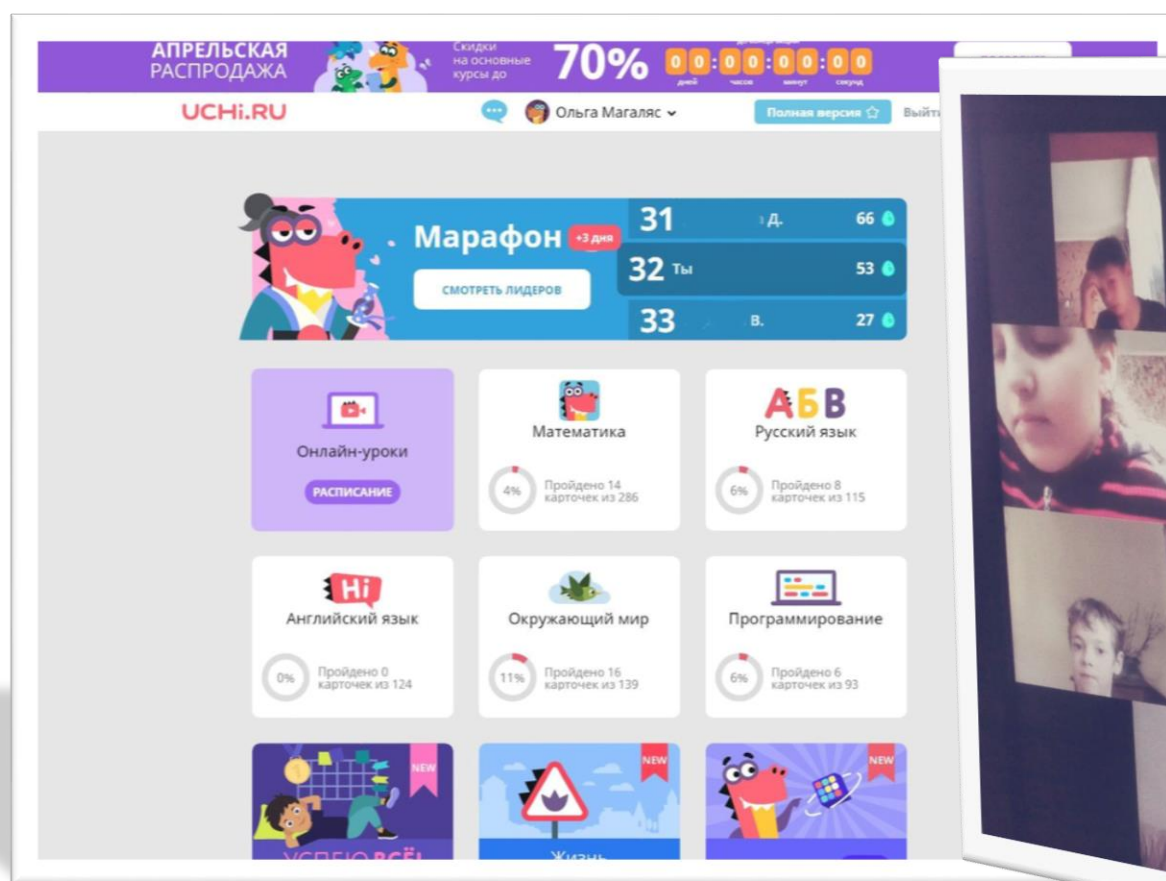 АПРЕЛЬСКАЯ
РАСПРОДАЖА
Скидки
на основные
курсы до
70%
00:00:00:00
дней часов минут секунд
UCHi.RU
Ольга Магаляс
Полная версия
Марафон +3 дня
СМОТРЕТЬ ЛИДЕРОВ
31 Д. 66
32 Ты 53
33 В. 27
Онлайн-уроки
РАСПИСАНИЕ
Математика
4%
Пройдено 14
карточек из 286
АБВ
Русский язык
6%
Пройдено 8
карточек из 115
Hi
Английский язык
0%
Пройдено 0
карточек из 124
Окружающий мир
11%
Пройдено 16
карточек из 139
Программирование
6%
Пройдено 6
карточек из 93
NEW
УСПЕЮ ВСЁ!
NEW
Жизнь
NEW